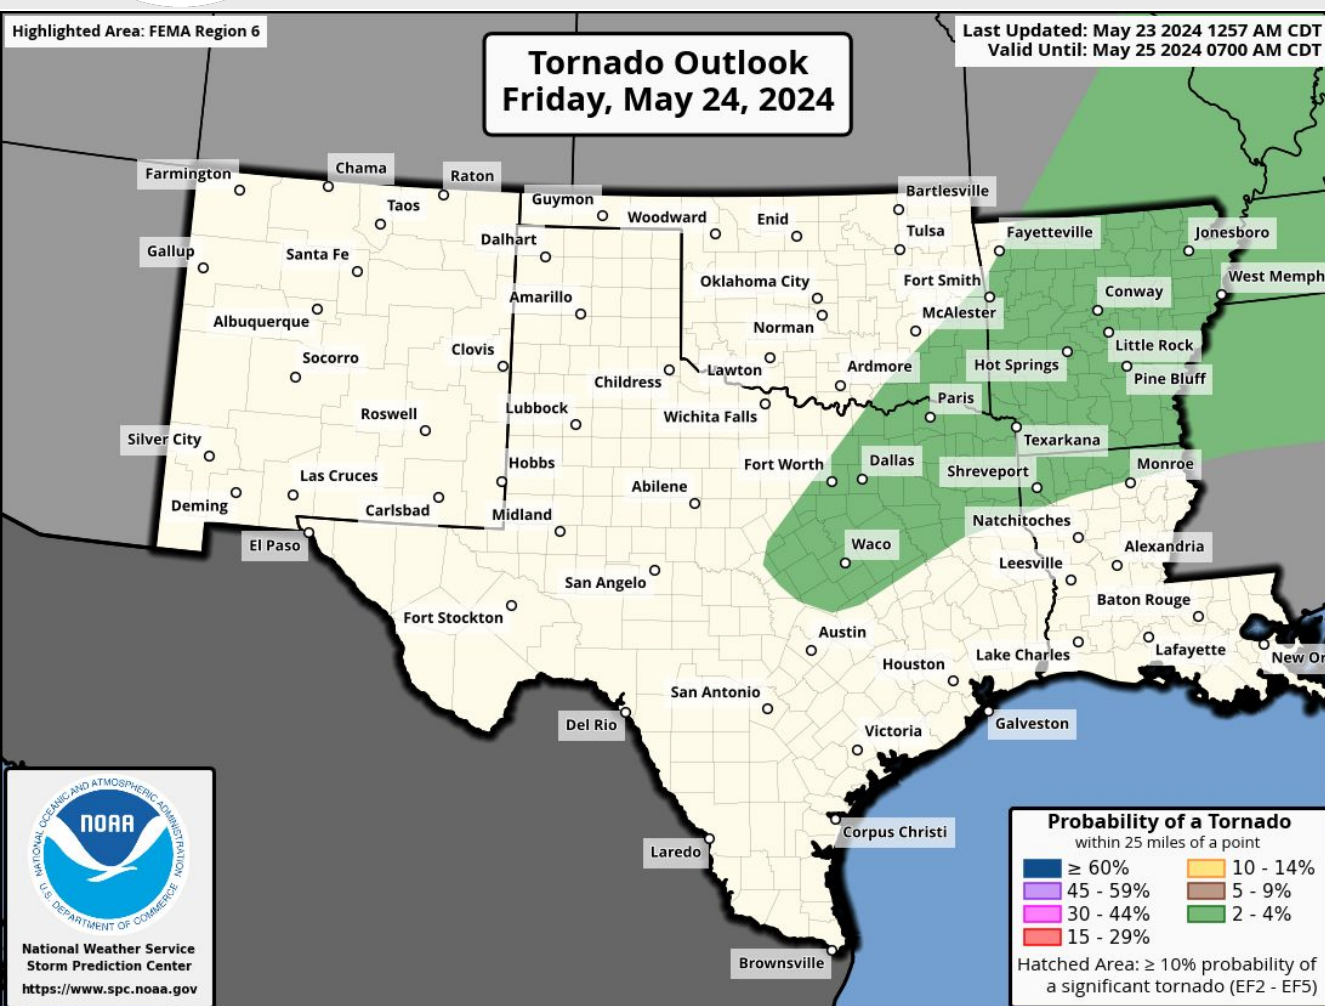 Highlighted Area: FEMA Region 6
Tornado Outlook
Friday, May 24, 2024
Last Updated: May 23 2024 1257 AM CDT
Valid Until: May 25 2024 0700 AM CDT
Farmington
Chama
Raton
Taos
Guymon
Woodward
Enid
Bartlesville
Tulsa
Fayetteville
Jonesboro
Gallup
Santa Fe
Dalhart
Oklahoma City
Fort Smith
Conway
West Memph
Albuquerque
Amarillo
Norman
McAlester
Little Rock
Socorro
Clovis
Childress
Lawton
Ardmore
Hot Springs
Pine Bluff
Roswell
Lubbock
Wichita Falls
Paris
Texarkana
Silver City
Las Cruces
Hobbs
Abilene
Fort Worth
Dallas
Shreveport
Monroe
Deming
Carlsbad
Midland
Natchitoches
El Paso
San Angelo
Waco
Leesville
Alexandria
Fort Stockton
Baton Rouge
Austin
Houston
Lake Charles
Lafayette
New Or
San Antonio
Del Rio
Victoria
Galveston
Laredo
Corpus Christi
Brownsville
NATIONAL OCEANIC AND ATMOSPHERIC ADMINISTRATION
NOAA
U.S. DEPARTMENT OF COMMERCE
National Weather Service
Storm Prediction Center
https://www.spc.noaa.gov
Probability of a Tornado
within 25 miles of a point
≥ 60%
10 - 14%
45 - 59%
5 - 9%
30 - 44%
2 - 4%
15 - 29%
Hatched Area: ≥ 10% probability of
a significant tornado (EF2 - EF5)